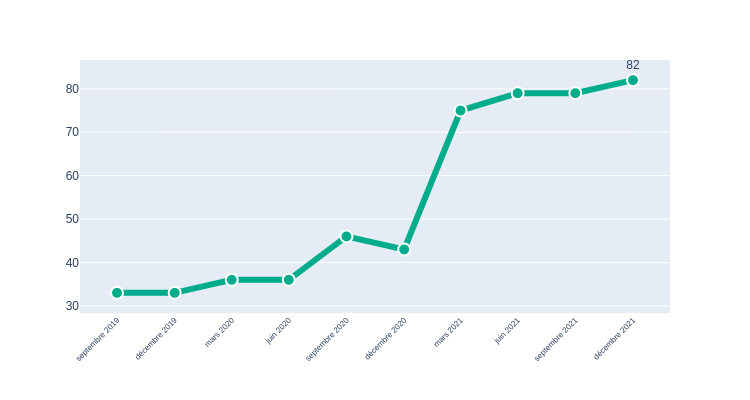 82
80
70
60
50
40
30
septembre 2019
décembre 2019
mars 2020
juin 2020
septembre 2020
décembre 2020
mars 2021
juin 2021
septembre 2021
décembre 2021